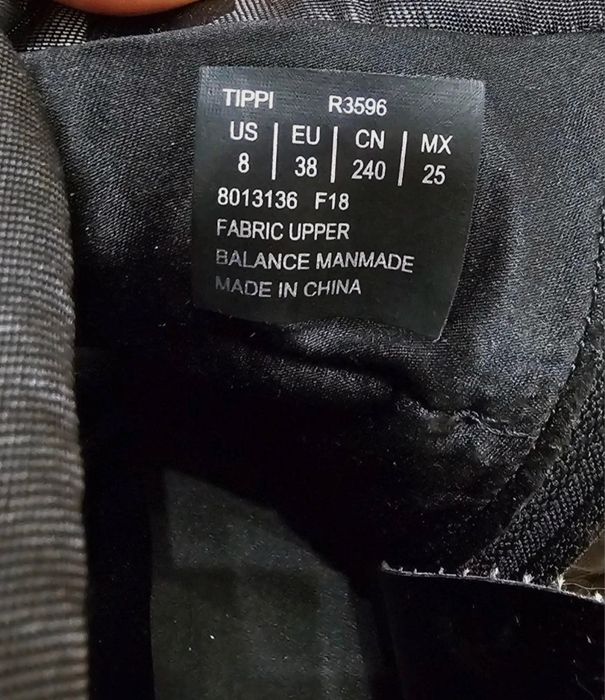 TIPPI R3596
US | EU | CN | MX
8 | 38 | 240 | 25
8013136 F18
FABRIC UPPER
BALANCE MANMADE
MADE IN CHINA